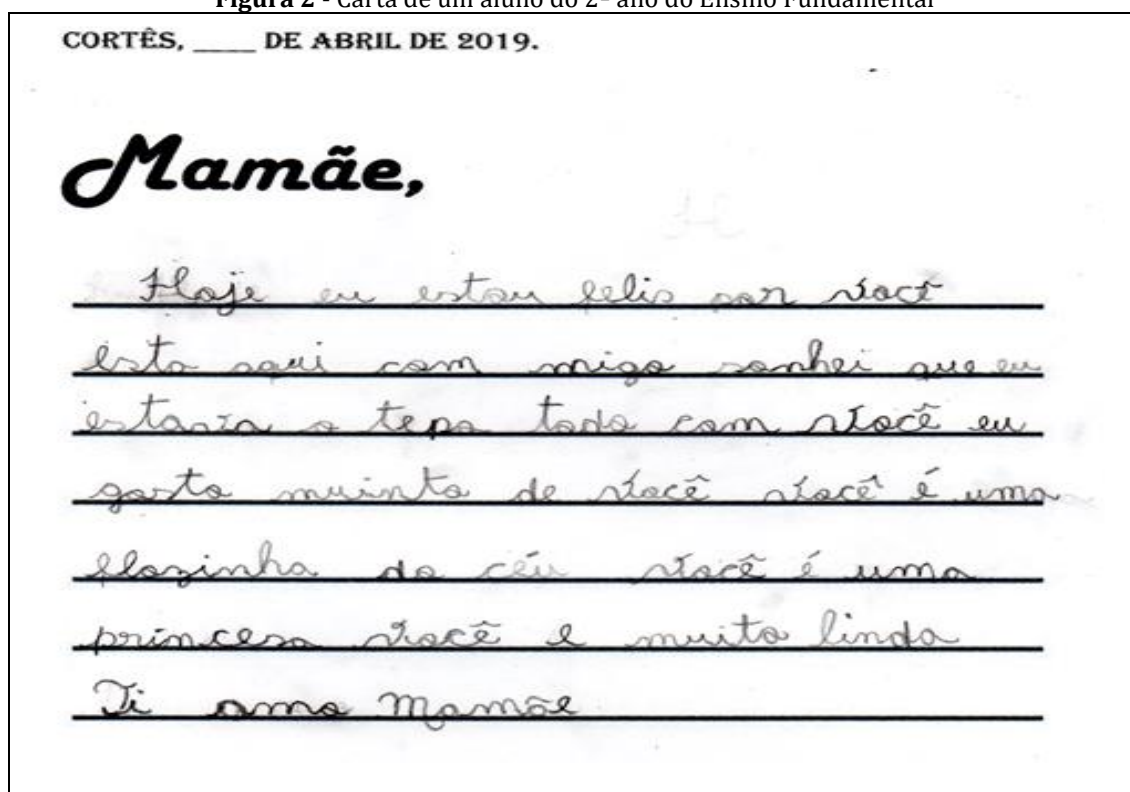 Figura 2 - Carta de um aluno do 2º ano do Ensino Fundamental
CORTÊS, ____ DE ABRIL DE 2019.
Mamãe,
Hoje eu estou felis por você
esta aqui com migo sonhei que eu
estaria o tepo todo com você eu
gosto muinto de você você é uma
flozinha do céu você é uma
princesa você e muito linda
Ti amo Mamãe